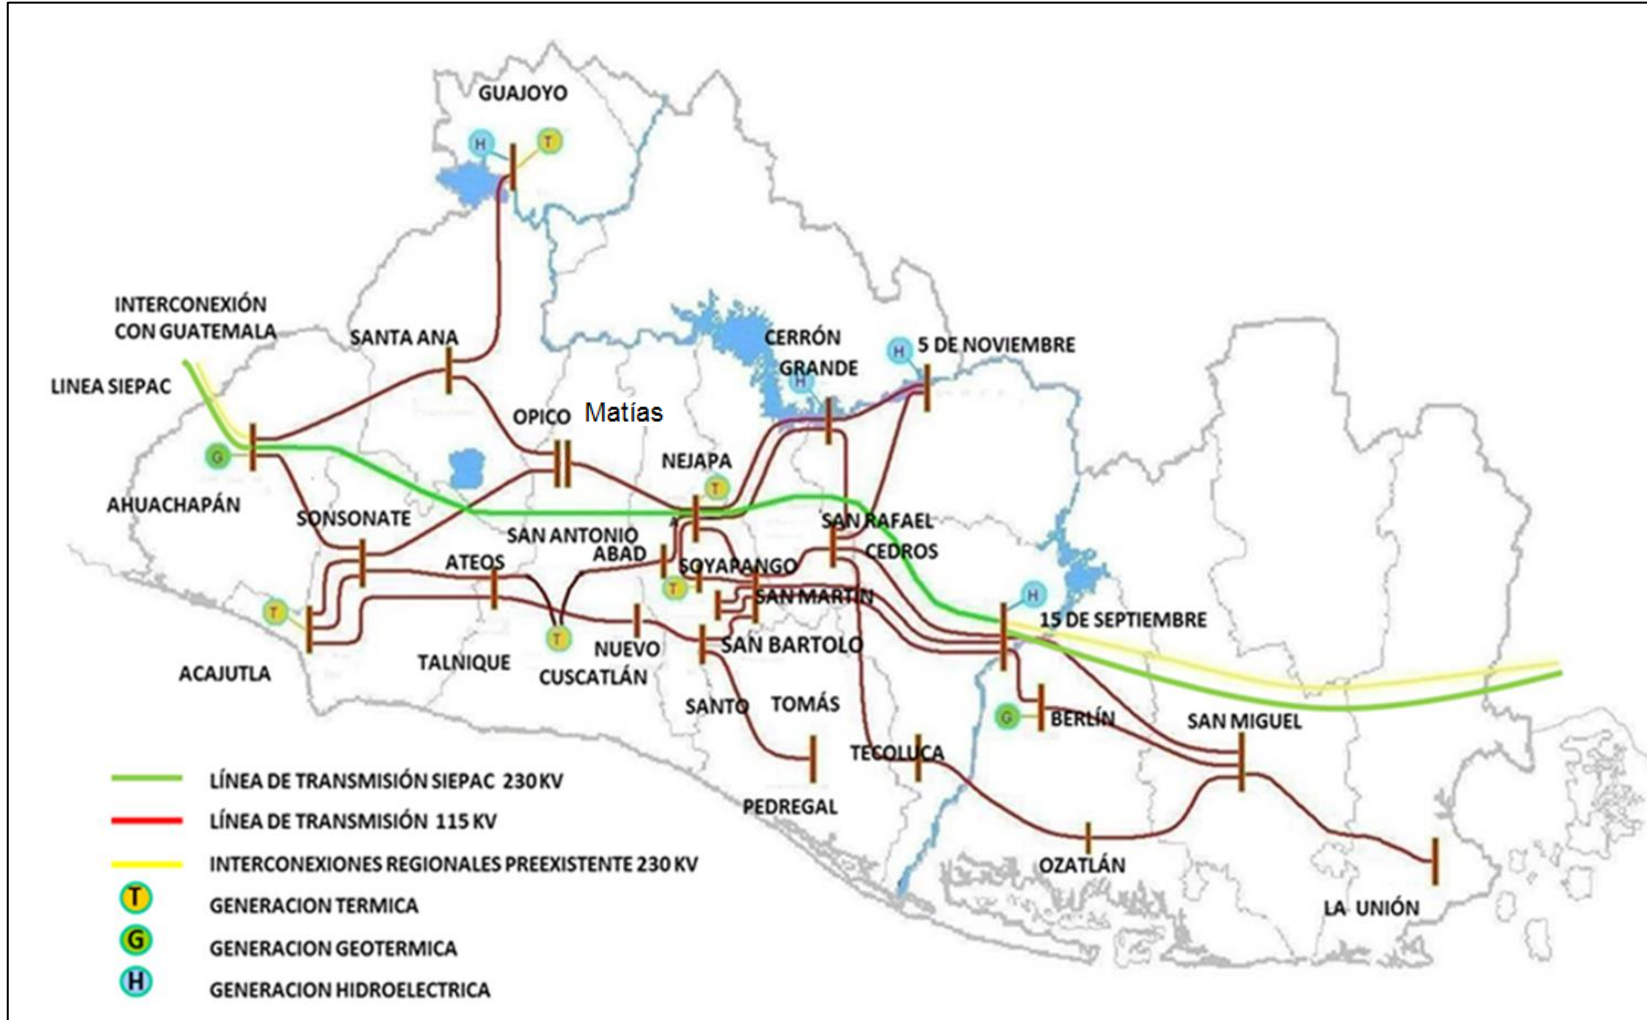 GUAJOYO
H
T
INTERCONEXIÓN
CON GUATEMALA
SANTA ANA
LINEA SIEPAC
CERRÓN
GRANDE
H
H
5 DE NOVIEMBRE
OPICO
Matías
G
AHUACHAPÁN
NEJAPA
T
SONSONATE
SAN ANTONIO
ABAD
SAN RAFAEL
CEDROS
ATEOS
SOYAPANGO
T
SAN MARTÍN
H
15 DE SEPTIEMBRE
T
ACAJUTLA
TALNIQUE
T
NUEVO
CUSCATLÁN
SAN BARTOLO
SANTO TOMÁS
G
BERLÍN
SAN MIGUEL
TECOLUCA
PEDREGAL
OZATLÁN
LA UNIÓN
LÍNEA DE TRANSMISIÓN SIEPAC 230 KV
LÍNEA DE TRANSMISIÓN 115 KV
INTERCONEXIONES REGIONALES PREEXISTENTE 230 KV
T GENERACION TERMICA
G GENERACION GEOTERMICA
H GENERACION HIDROELECTRICA